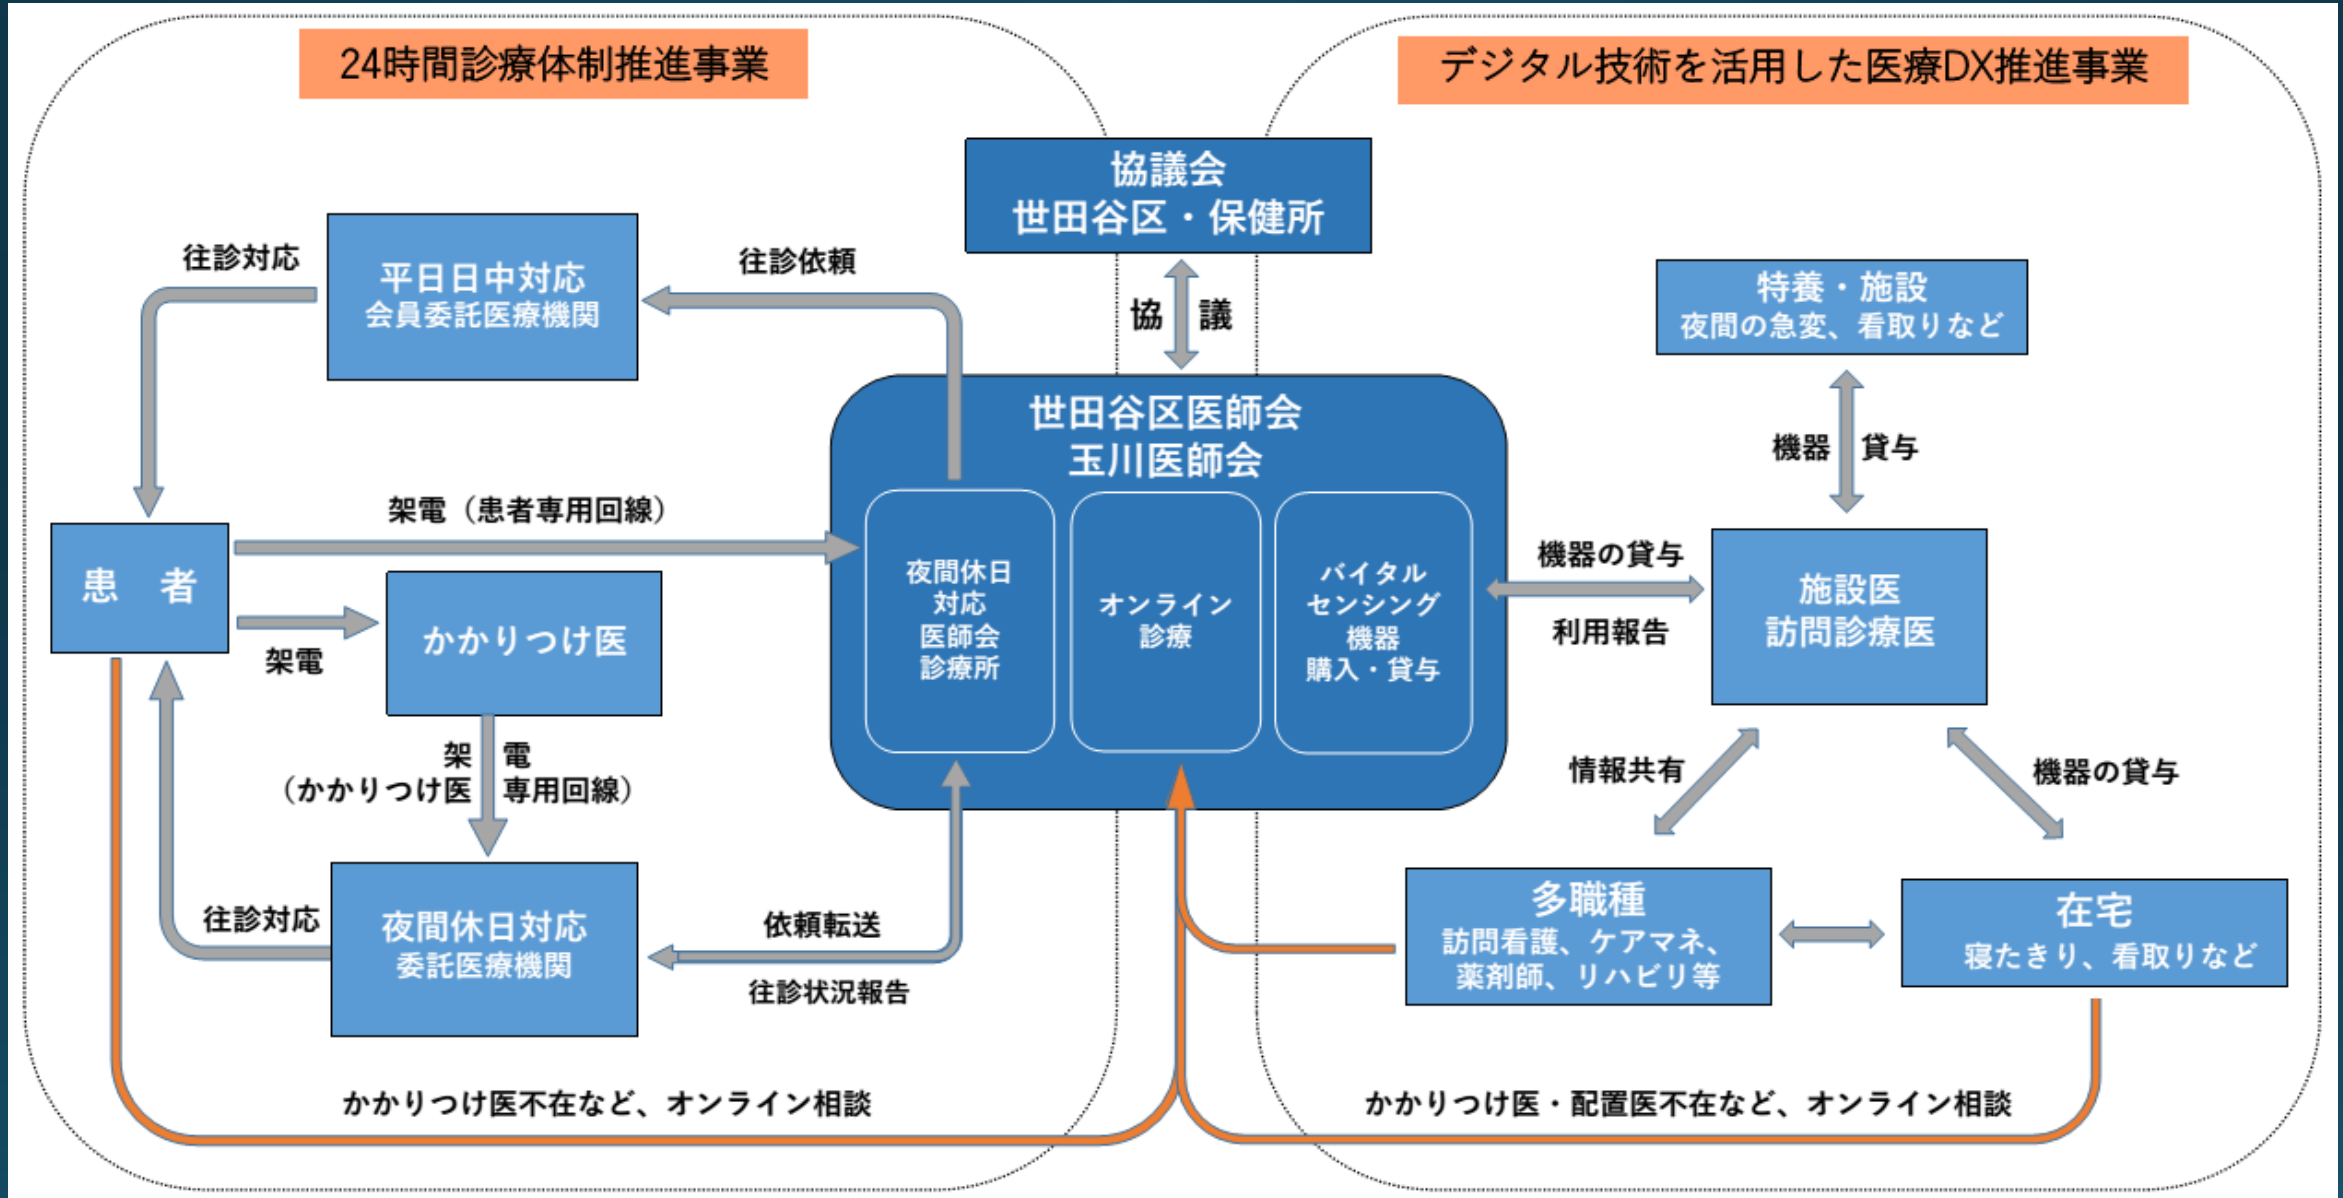 24時間診療体制推進事業
デジタル技術を活用した医療DX推進事業
協議会
世田谷区・保健所
協 議
往診対応
平日日中対応
会員委託医療機関
往診依頼
特養・施設
夜間の急変、看取りなど
機器 貸与
世田谷区医師会
玉川医師会
夜間休日
対応
医師会
診療所
オンライン
診療
バイタル
センシング
機器
購入・貸与
架電（患者専用回線）
患 者
架電
かかりつけ医
架 電
（かかりつけ医 専用回線）
夜間休日対応
委託医療機関
往診対応
依頼転送
往診状況報告
機器の貸与
利用報告
施設医
訪問診療医
情報共有
機器の貸与
多職種
訪問看護、ケアマネ、
薬剤師、リハビリ等
在宅
寝たきり、看取りなど
かかりつけ医不在など、オンライン相談
かかりつけ医・配置医不在など、オンライン相談